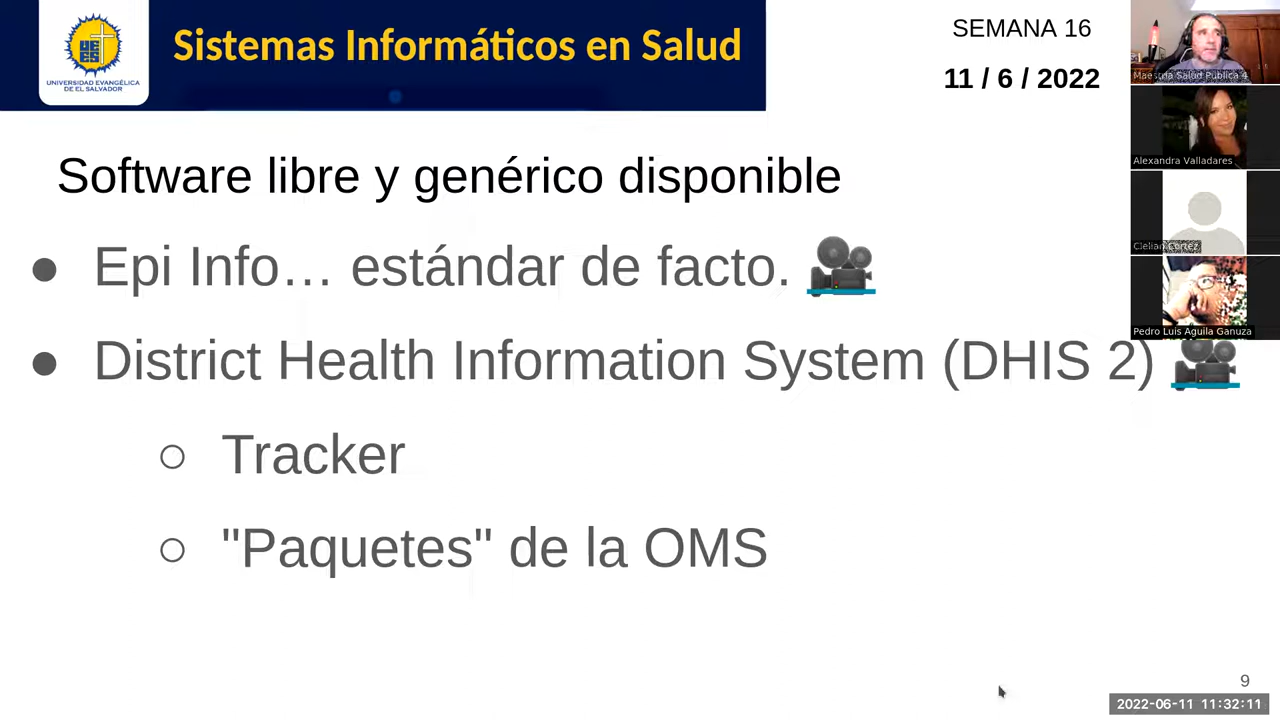 UEES
UNIVERSIDAD EVANGÉLICA
DE EL SALVADOR
Sistemas Informáticos en Salud
SEMANA 16
11 / 6 / 2022
Maestria Salud Publica 4
Alexandra Valladares
Clelian Cortez
Pedro Luis Aguila Ganuza
Software libre y genérico disponible
● Epi Info… estándar de facto. 🎥
● District Health Information System (DHIS 2) 🎥
○ Tracker
○ "Paquetes" de la OMS
9
2022-06-11 11:32:11